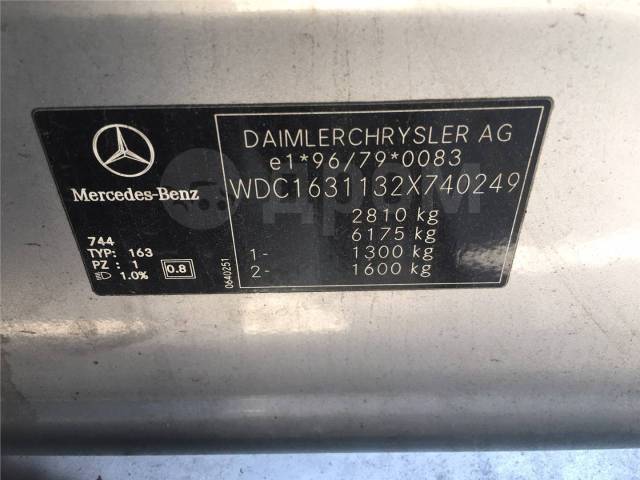 DAIMLERCHRYSLER AG
e1*96/79*0083
WDC1631132X740249
2810 kg
6175 kg
1- 1300 kg
2- 1600 kg
Mercedes-Benz
744
TYP: 163
PZ : 1
1.0% 0.8
0640251
Дром